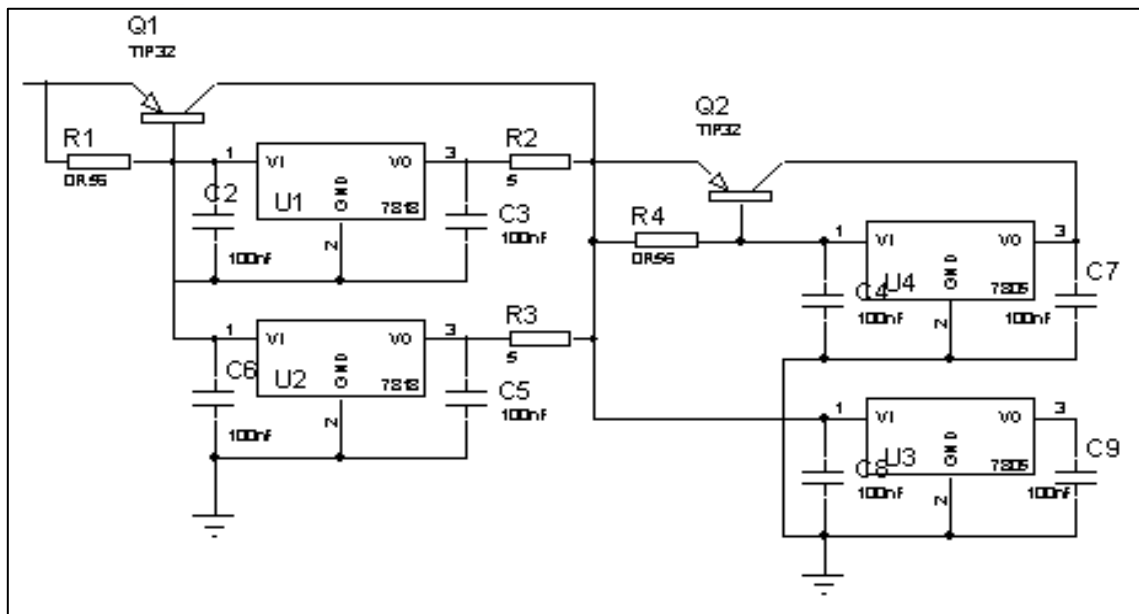 Q1
TIP32
Q2
TIP32
R1
0R56
1
VI
VO
3
GND
U1
7818
2
C2
100nF
C3
100nF
R2
5
R4
0R56
1
VI
VO
3
GND
U4
7805
2
C4
100nF
C7
100nF
1
VI
VO
3
GND
U2
7818
2
C6
100nF
C5
100nF
R3
5
1
VI
VO
3
GND
U3
7805
2
C8
100nF
C9
100nF